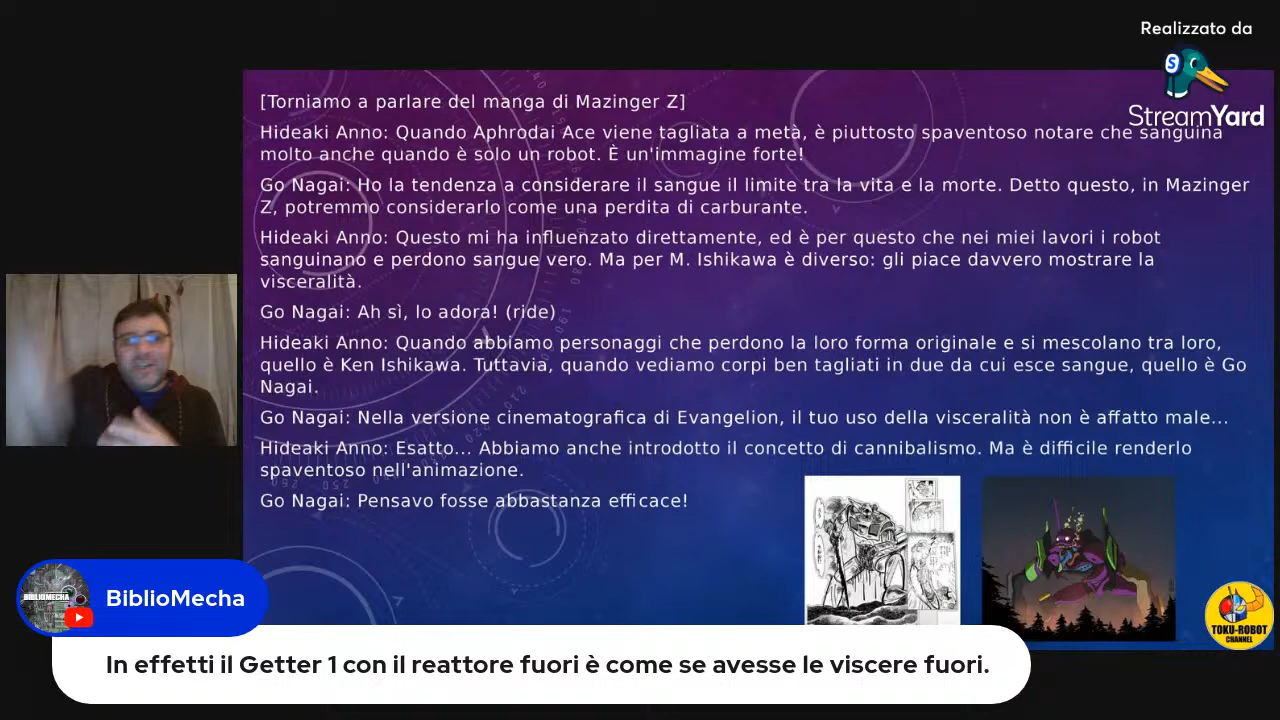 Realizzato da
StreamYard
[Torniamo a parlare del manga di Mazinger Z]
Hideaki Anno: Quando Aphrodai Ace viene tagliata a metà, è piuttosto spaventoso notare che sanguina
molto anche quando è solo un robot. È un'immagine forte!
Go Nagai: Ho la tendenza a considerare il sangue il limite tra la vita e la morte. Detto questo, in Mazinger
Z, potremmo considerarlo come una perdita di carburante.
Hideaki Anno: Questo mi ha influenzato direttamente, ed è per questo che nei miei lavori i robot
sanguinano e perdono sangue vero. Ma per M. Ishikawa è diverso: gli piace davvero mostrare la
visceralità.
Go Nagai: Ah sì, lo adora! (ride)
Hideaki Anno: Quando abbiamo personaggi che perdono la loro forma originale e si mescolano tra loro,
quello è Ken Ishikawa. Tuttavia, quando vediamo corpi ben tagliati in due da cui esce sangue, quello è Go
Nagai.
Go Nagai: Nella versione cinematografica di Evangelion, il tuo uso della visceralità non è affatto male...
Hideaki Anno: Esatto... Abbiamo anche introdotto il concetto di cannibalismo. Ma è difficile renderlo
spaventoso nell'animazione.
Go Nagai: Pensavo fosse abbastanza efficace!
BIBLIOMECHA
BiblioMecha
TOKU-ROBOT
CHANNEL
In effetti il Getter 1 con il reattore fuori è come se avesse le viscere fuori.